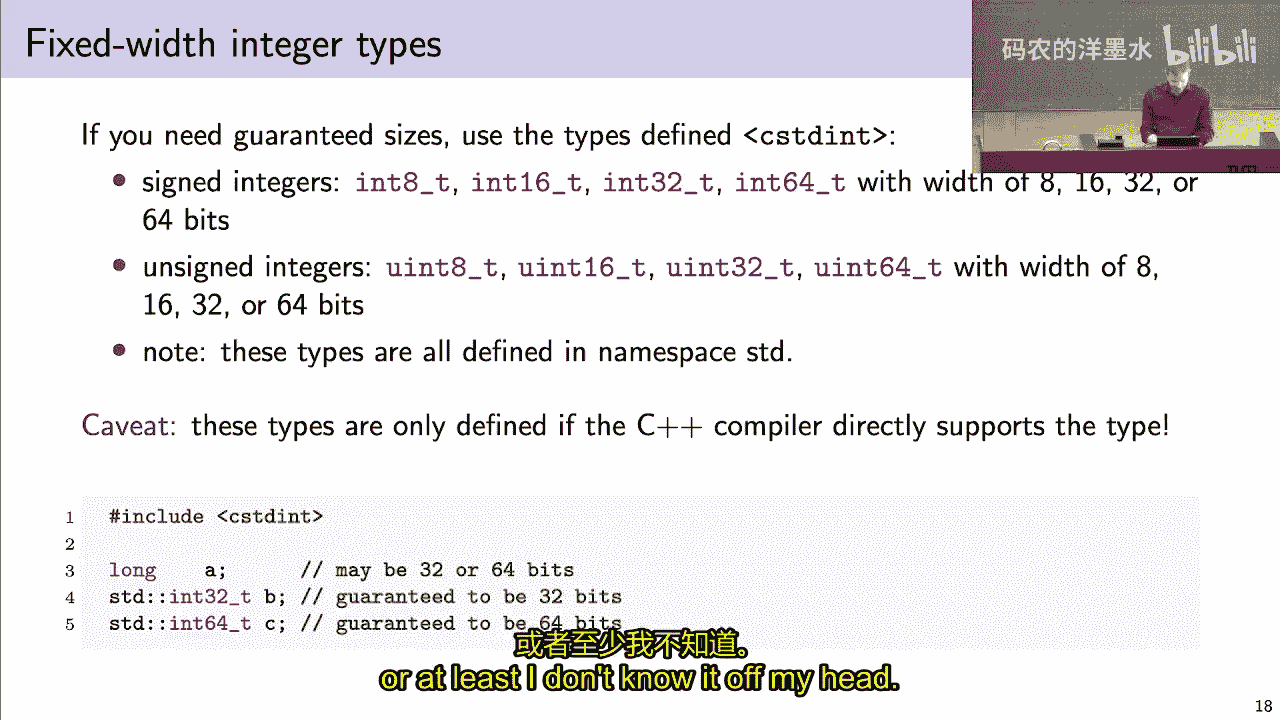 Fixed-width integer types
码农的洋墨水 bilibili
If you need guaranteed sizes, use the types defined <cstdint>:
• signed integers: int8_t, int16_t, int32_t, int64_t with width of 8, 16, 32, or
64 bits
• unsigned integers: uint8_t, uint16_t, uint32_t, uint64_t with width of 8,
16, 32, or 64 bits
• note: these types are all defined in namespace std.
Caveat: these types are only defined if the C++ compiler directly supports the type!
1 #include <cstdint>
2
3 long a; // may be 32 or 64 bits
4 std::int32_t b; // guaranteed to be 32 bits
5 std::int64_t c; // guaranteed to be 64 bits
或者至少我不知道。
or at least I don't know it off my head.
18